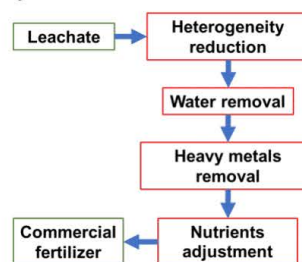 Leachate
Heterogeneity
reduction
Water removal
Heavy metals
removal
Nutrients
adjustment
Commercial
fertilizer